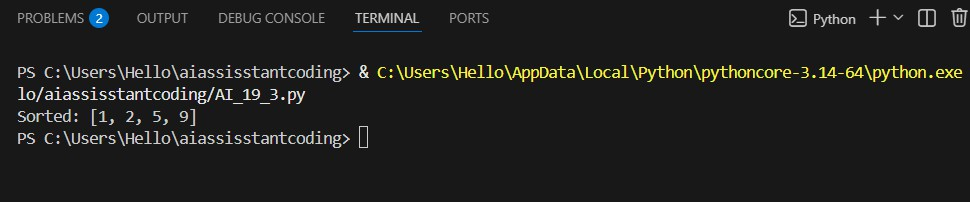 PROBLEMS 2 OUTPUT DEBUG CONSOLE TERMINAL PORTS Python
PS C:\Users\Hello\aiassisstantcoding> & C:\Users\Hello\AppData\Local\Python\pythoncore-3.14-64\python.exe
lo/aiassisstantcoding/AI_19_3.py
Sorted: [1, 2, 5, 9]
PS C:\Users\Hello\aiassisstantcoding>